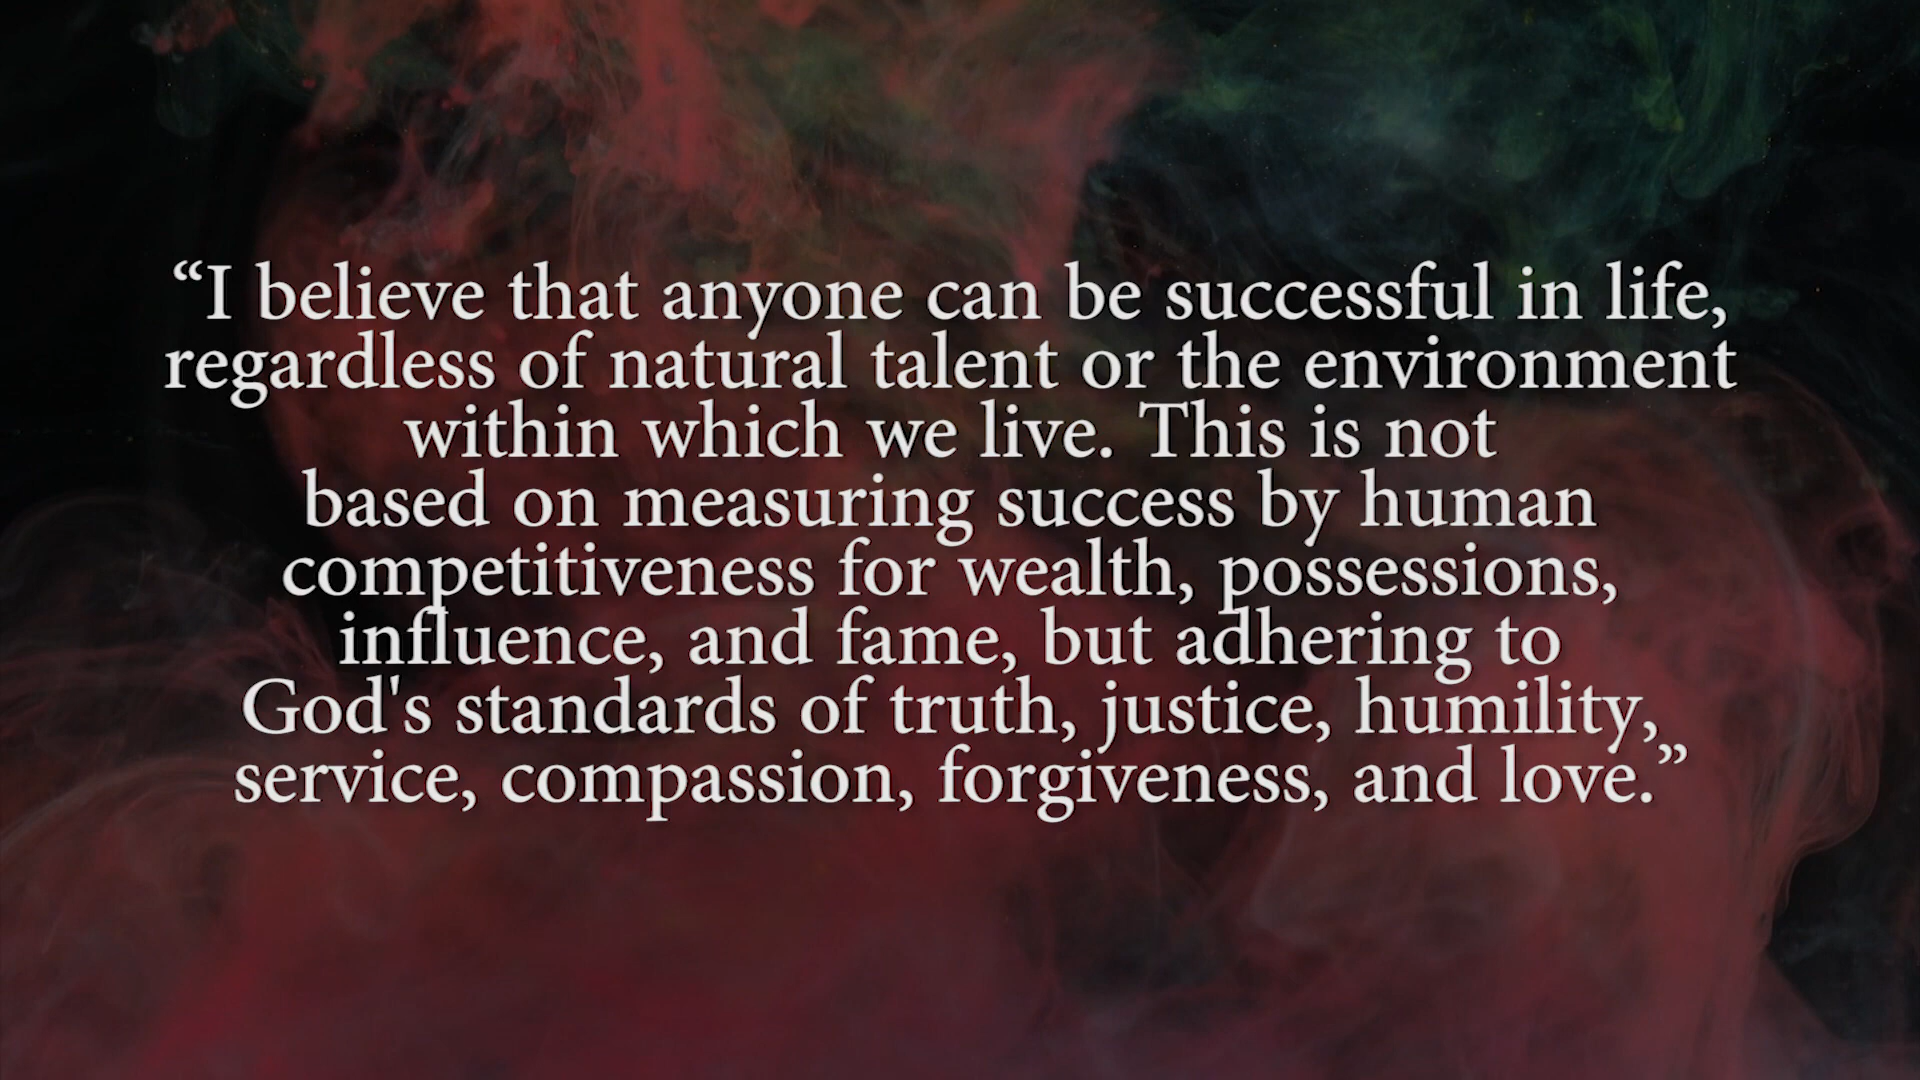 “I believe that anyone can be successful in life,
regardless of natural talent or the environment
within which we live. This is not
based on measuring success by human
competitiveness for wealth, possessions,
influence, and fame, but adhering to
God's standards of truth, justice, humility,
service, compassion, forgiveness, and love.”